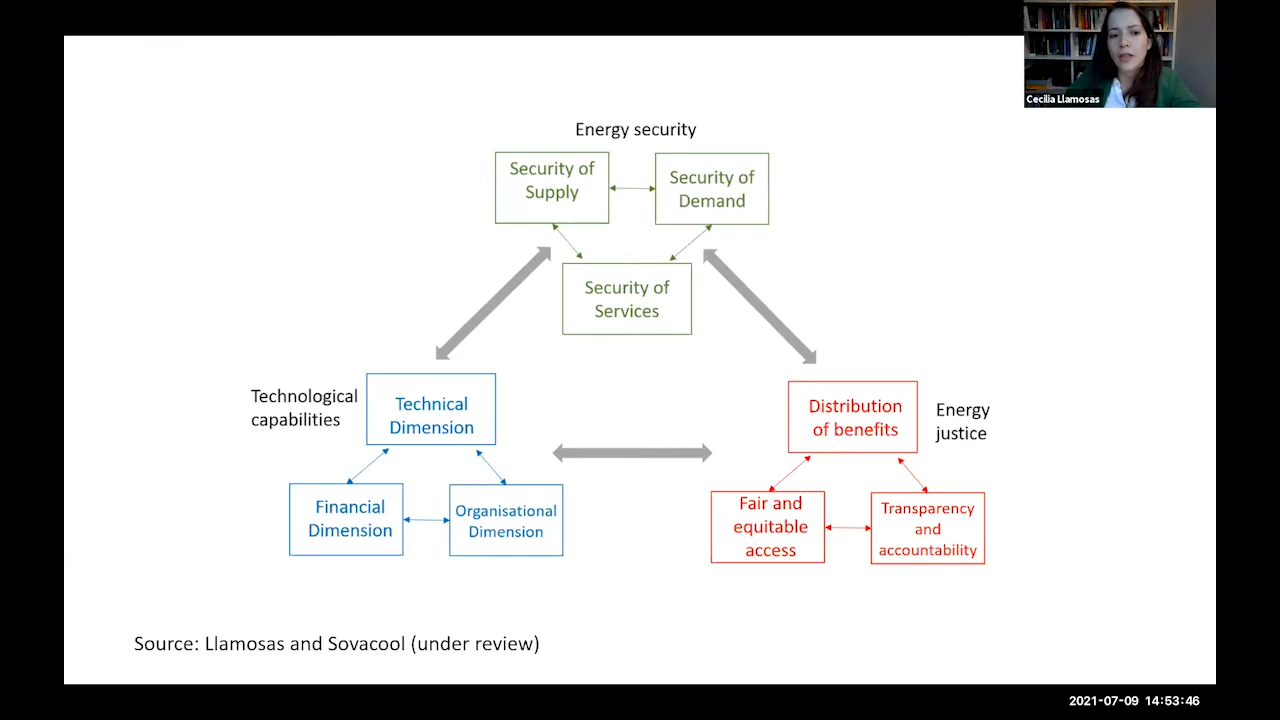 Cecilia Llamosas
Energy security
Security of
Supply
Security of
Demand
Security of
Services
Technological
capabilities
Technical
Dimension
Financial
Dimension
Organisational
Dimension
Distribution
of benefits
Energy
justice
Fair and
equitable
access
Transparency
and
accountability
Source: Llamosas and Sovacool (under review)
2021-07-09 14:53:46